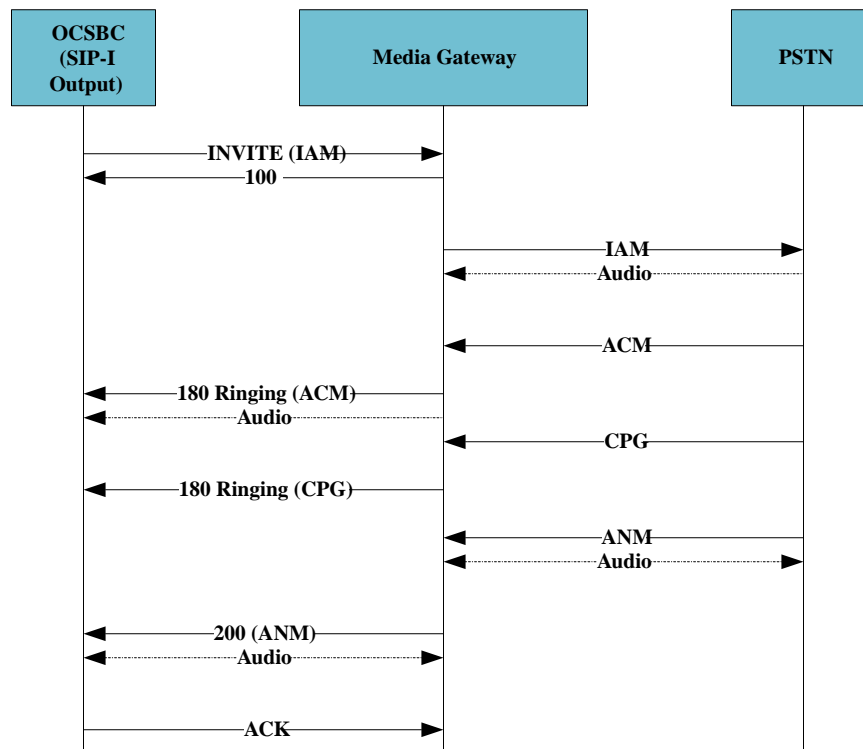 OCSBC
(SIP-I
Output)
Media Gateway
PSTN
INVITE (IAM)
100
IAM
Audio
ACM
180 Ringing (ACM)
Audio
CPG
180 Ringing (CPG)
ANM
Audio
200 (ANM)
Audio
ACK